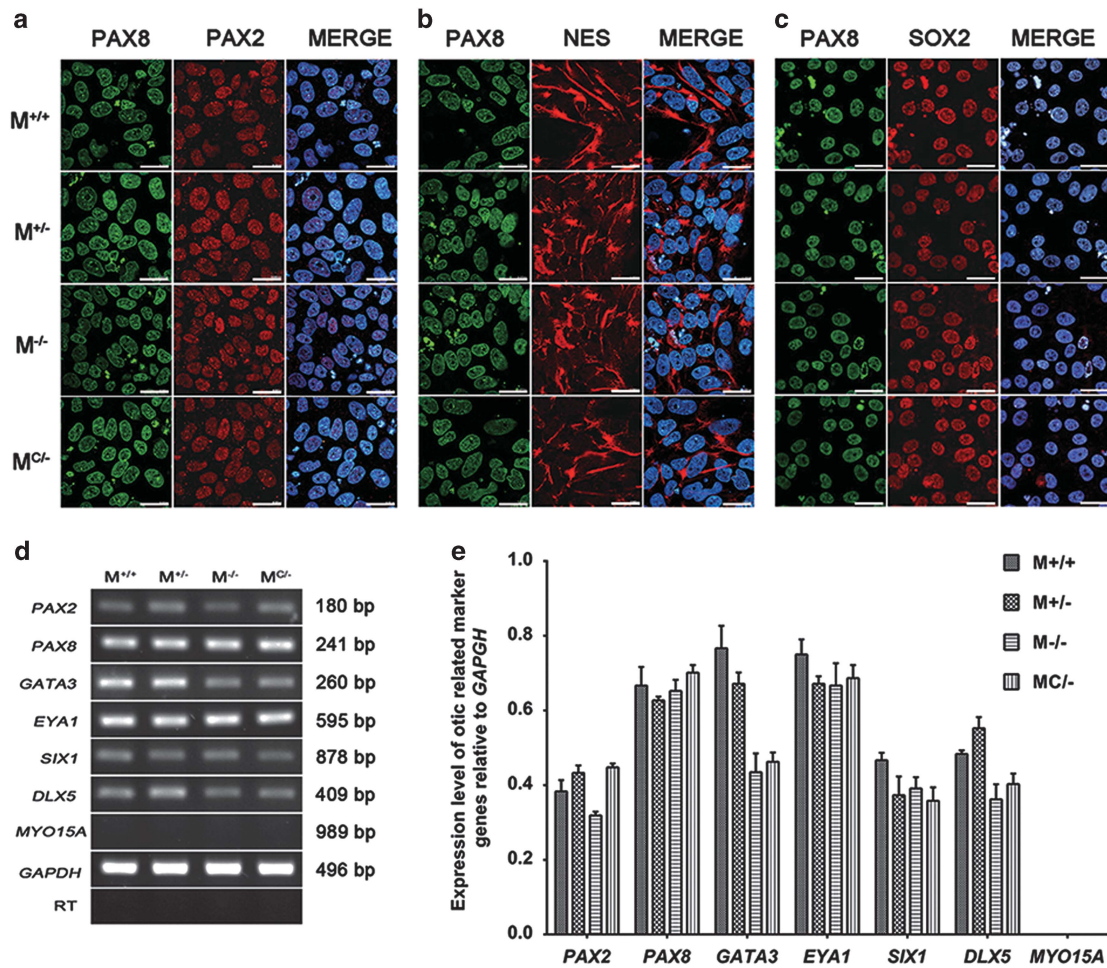 a
PAX8 PAX2 MERGE
b
PAX8 NES MERGE
c
PAX8 SOX2 MERGE
M+/+
M+/-
M-/-
MC/-
d
M+/+ M+/- M-/- MC/-
PAX2 180 bp
PAX8 241 bp
GATA3 260 bp
EYA1 595 bp
SIX1 878 bp
DLX5 409 bp
MYO15A 989 bp
GAPDH 496 bp
RT
e
Expression level of otic related marker
genes relative to GAPGH
1.0
0.8
0.6
0.4
0.2
0.0
PAX2 PAX8 GATA3 EYA1 SIX1 DLX5 MYO15A
M+/+
M+/-
M-/-
MC/-